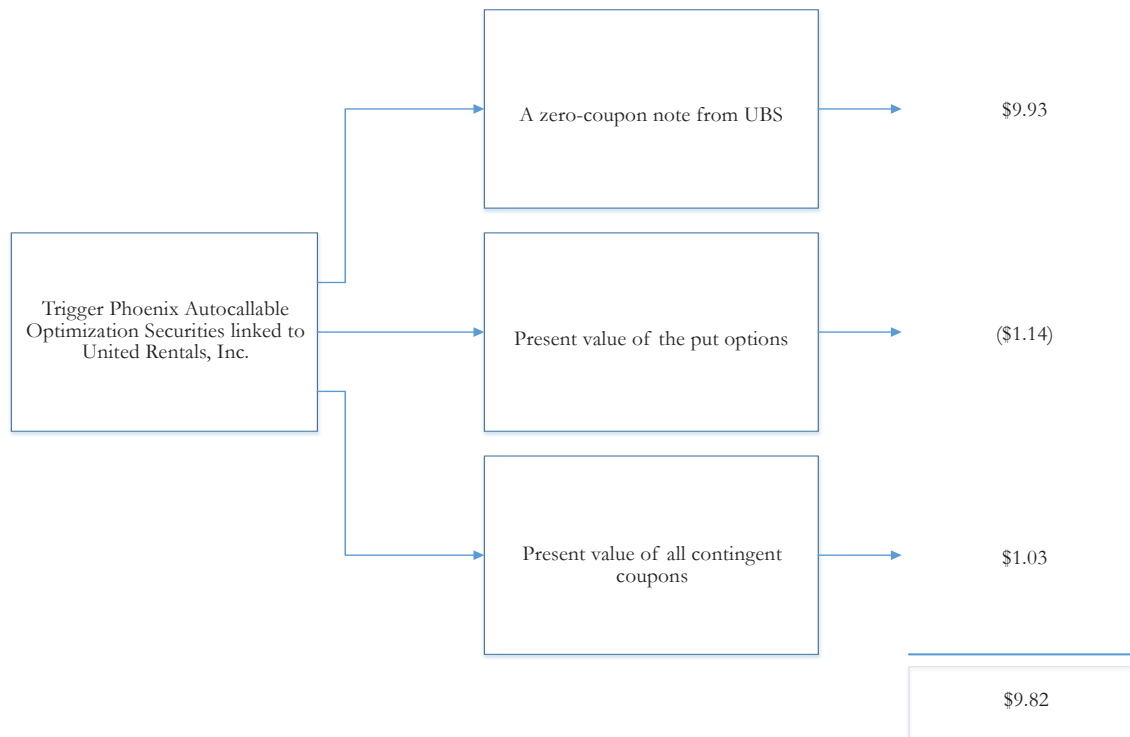 A zero-coupon note from UBS
$9.93
Trigger Phoenix Autocallable
Optimization Securities linked to
United Rentals, Inc.
Present value of the put options
($1.14)
Present value of all contingent
coupons
$1.03
$9.82